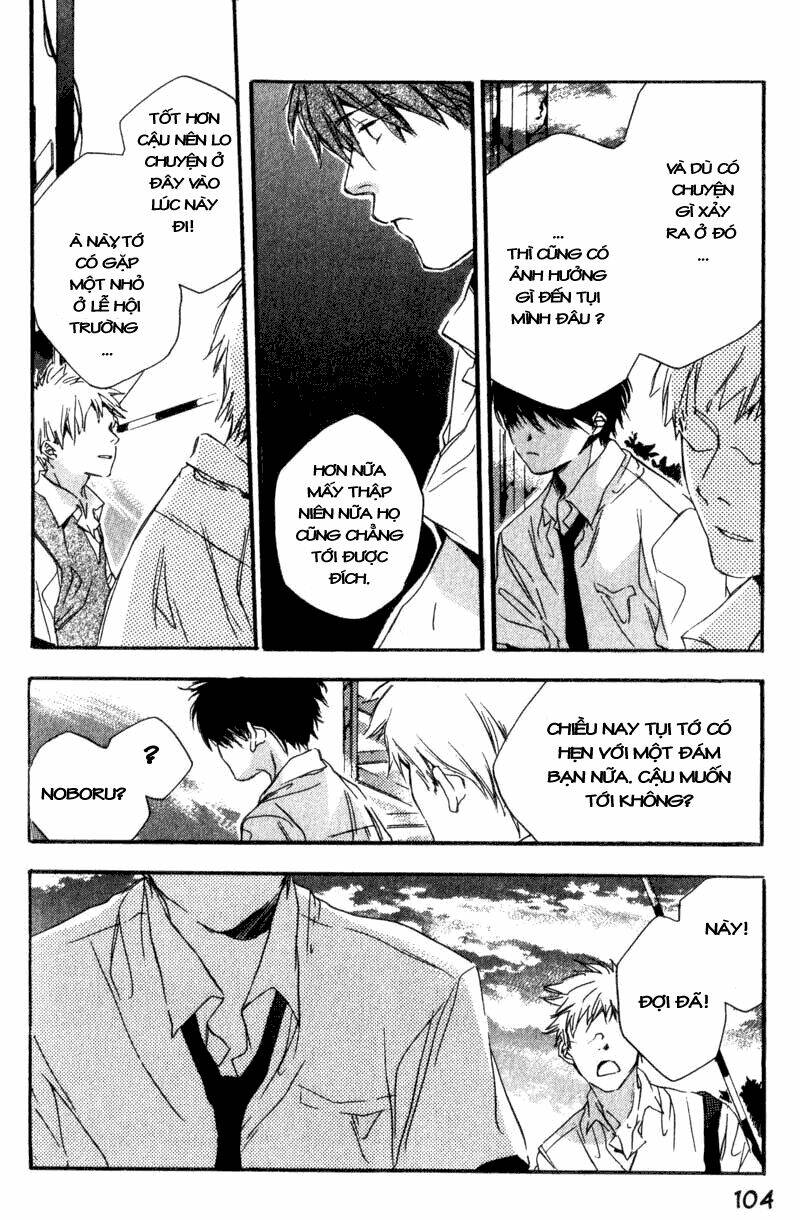 VÀ DÙ CÓ
CHUYỆN
GÌ XẢY
RA Ở ĐÓ
...
...
THÌ CŨNG CÓ
ẢNH HƯỞNG
GÌ ĐẾN TỤI
MÌNH ĐÂU ?
HƠN NỮA
MẤY THẬP
NIÊN NỮA HỌ
CŨNG CHẲNG
TỚI ĐƯỢC
ĐÍCH.
TỐT HƠN
CẬU NÊN LO
CHUYỆN Ở
ĐÂY VÀO
LÚC NÀY
ĐI!
À NÀY, TỚ
CÓ GẶP
MỘT NHỎ
Ở LỄ HỘI
TRƯỜNG
...
CHIỀU NAY TỤI TỚ CÓ
HẸN VỚI MỘT ĐÁM
BẠN NỮA. CẬU MUỐN
TỚI KHÔNG?
?
NOBORU?
NÀY!
ĐỢI ĐÃ!
104